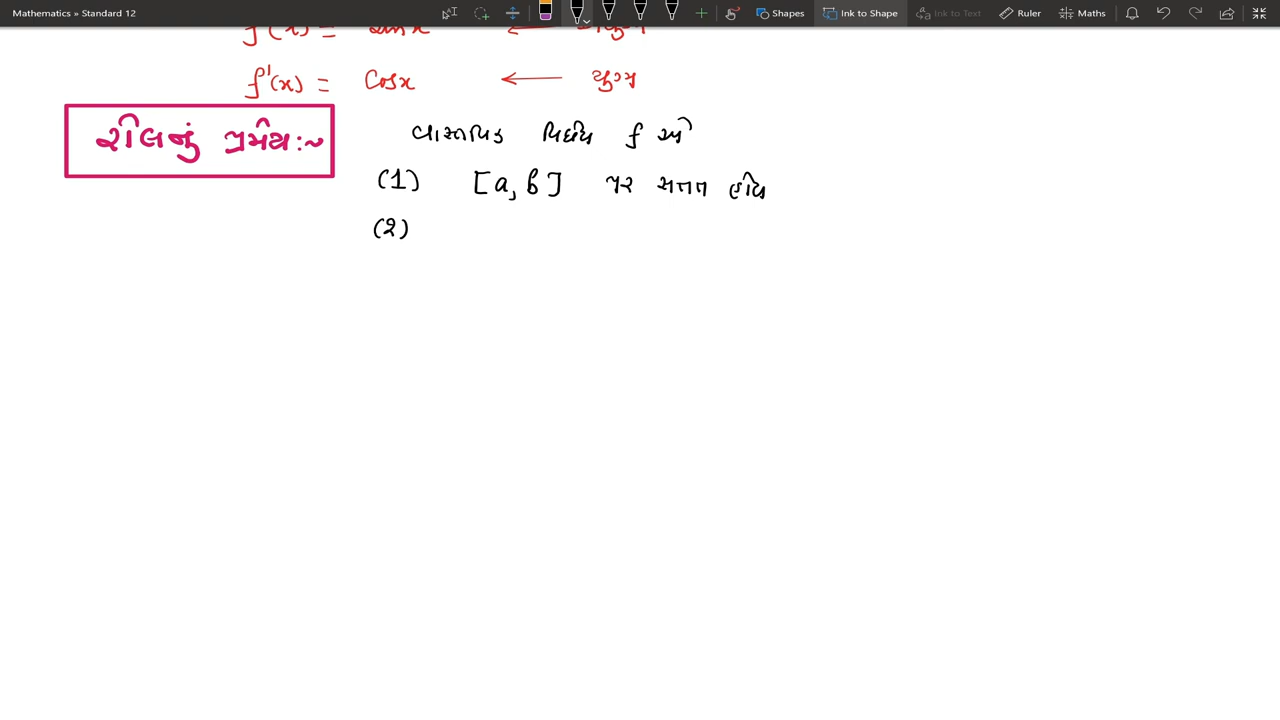 Mathematics » Standard 12
Shapes Ink to Shape Ink to Text Ruler Maths
f(x) = sinx ←
f'(x) = cosx ← યુગ્મ
રોલનું પ્રમેય :~
વાસ્તવિક વિધેય f એ
(1) [a, b] પર સતત હોય
(2)